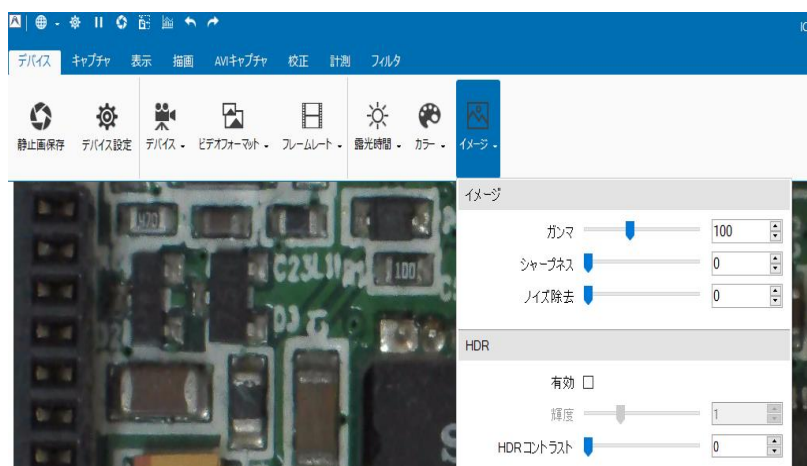 IC
デバイス キャプチャ 表示 描画 AVIキャプチャ 校正 計測 フィルタ
静止画保存 デバイス設定 デバイス ビデオフォーマット フレームレート 露光時間 カラー イメージ
イメージ
ガンマ 100
シャープネス 0
ノイズ除去 0
HDR
有効
輝度 1
HDRコントラスト 0
470
C23L11
100
D3